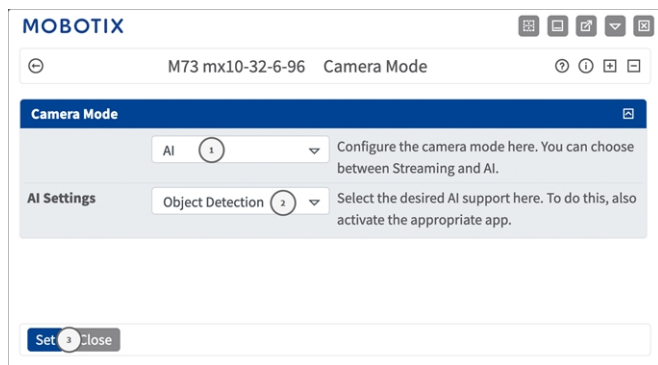 MOBOTIX
M73 mx10-32-6-96 Camera Mode
Camera Mode
AI 1
Configure the camera mode here. You can choose
between Streaming and AI.
AI Settings
Object Detection 2
Select the desired AI support here. To do this, also
activate the appropriate app.
Set 3 Close